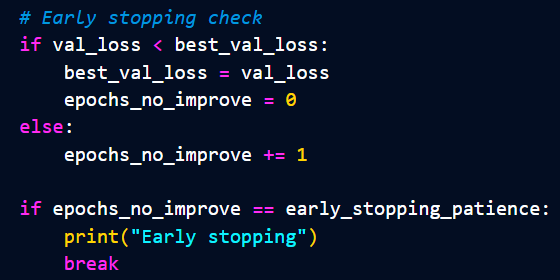 # Early stopping check
if val_loss < best_val_loss:
    best_val_loss = val_loss
    epochs_no_improve = 0
else:
    epochs_no_improve += 1

if epochs_no_improve == early_stopping_patience:
    print("Early stopping")
    break